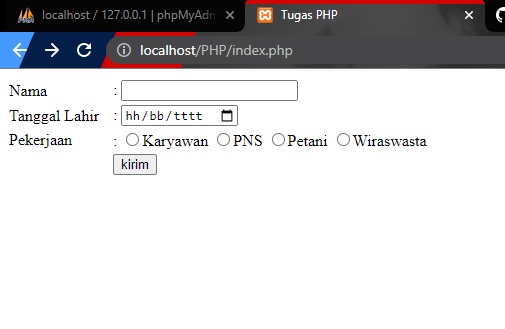 localhost / 127.0.0.1 | phpMyAdm
Tugas PHP
localhost/PHP/index.php
Nama :
Tanggal Lahir : hh/bb/tttt
Pekerjaan : Karyawan PNS Petani Wiraswasta
kirim